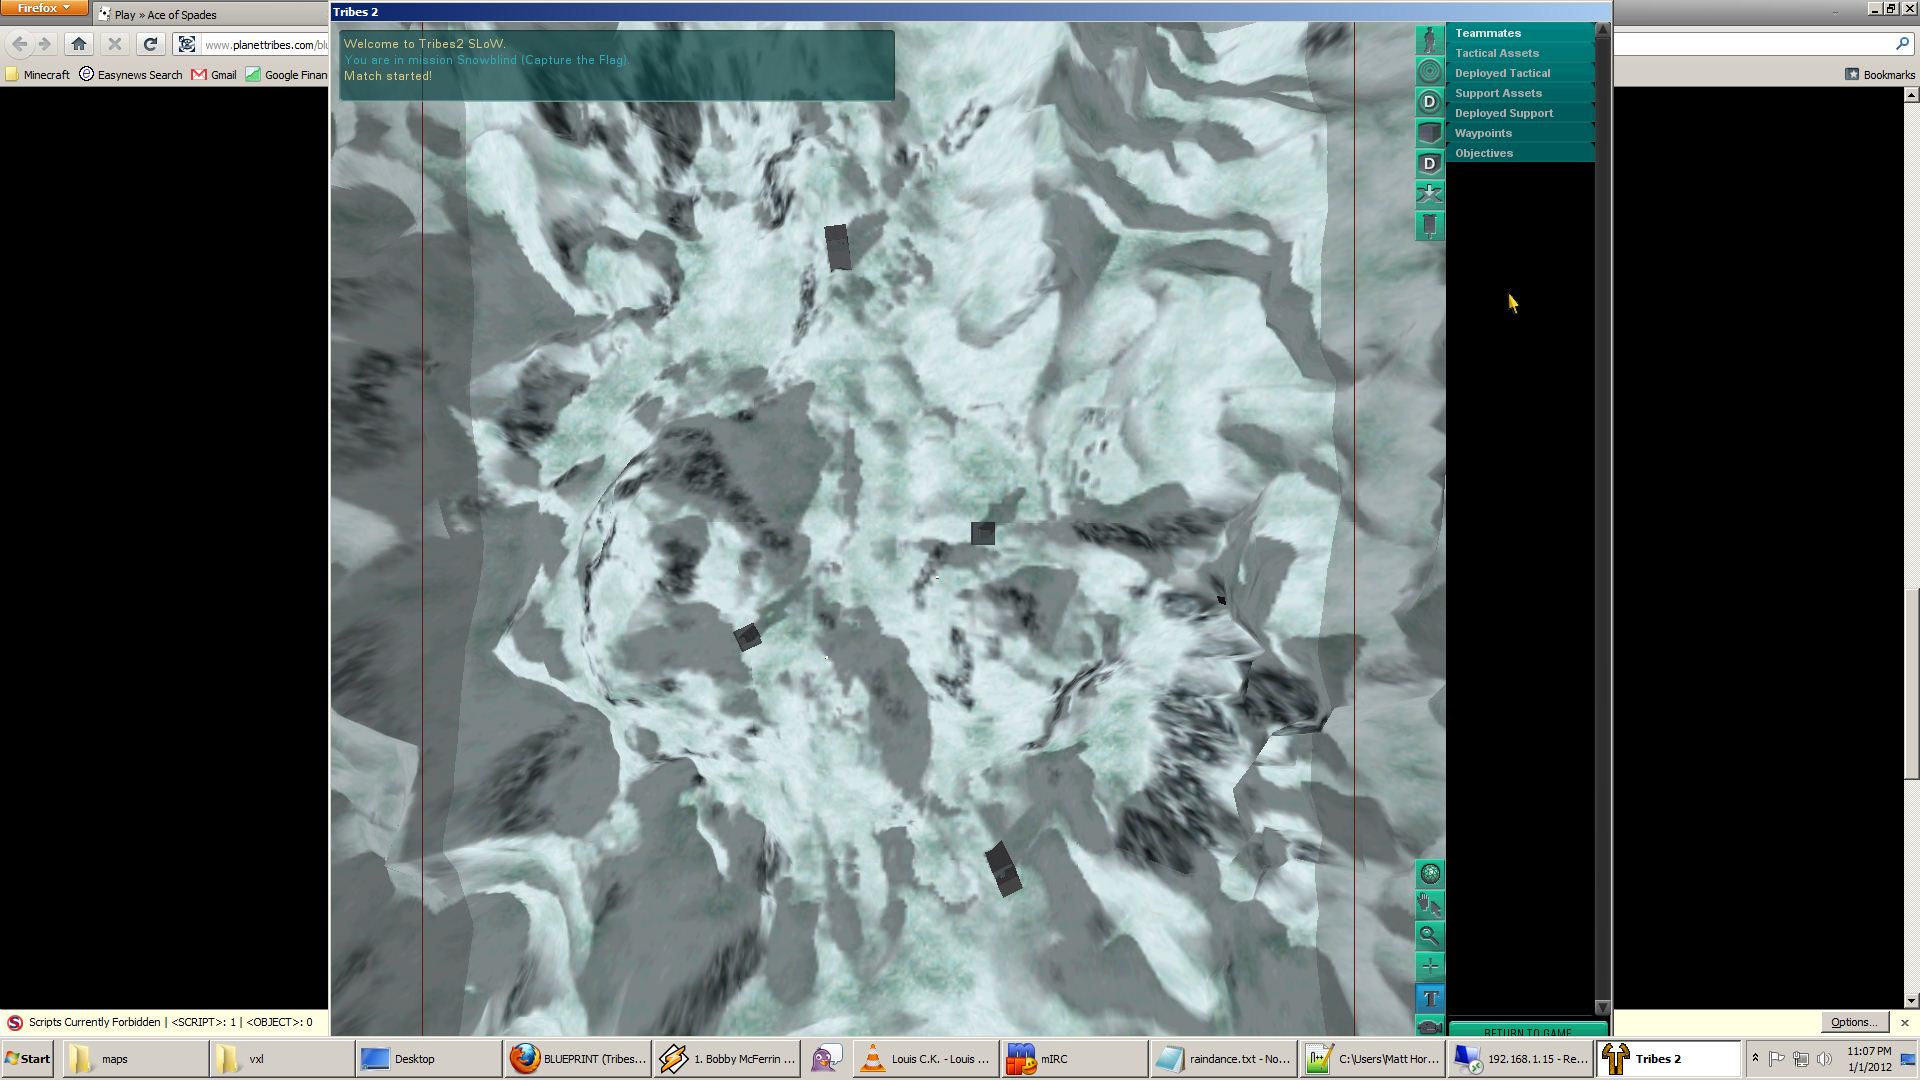 Firefox
Play » Ace of Spades
www.planettribes.com/blu
Minecraft
Easynews Search
Gmail
Google Finan
Bookmarks
Tribes 2
Welcome to Tribes2 SLoW.
You are in mission Snowblind (Capture the Flag).
Match started!
Teammates
Tactical Assets
Deployed Tactical
Support Assets
Deployed Support
Waypoints
Objectives
D
D
T
RETURN TO GAME
Scripts Currently Forbidden | <SCRIPT>: 1 | <OBJECT>: 0
Options...
Start
maps
vxl
Desktop
BLUEPRINT (Tribes...
1. Bobby McFerrin ...
Louis C.K. - Louis ...
mIRC
raindance.txt - No...
C:\Users\Matt Hor...
192.168.1.15 - Re...
Tribes 2
11:07 PM
1/1/2012